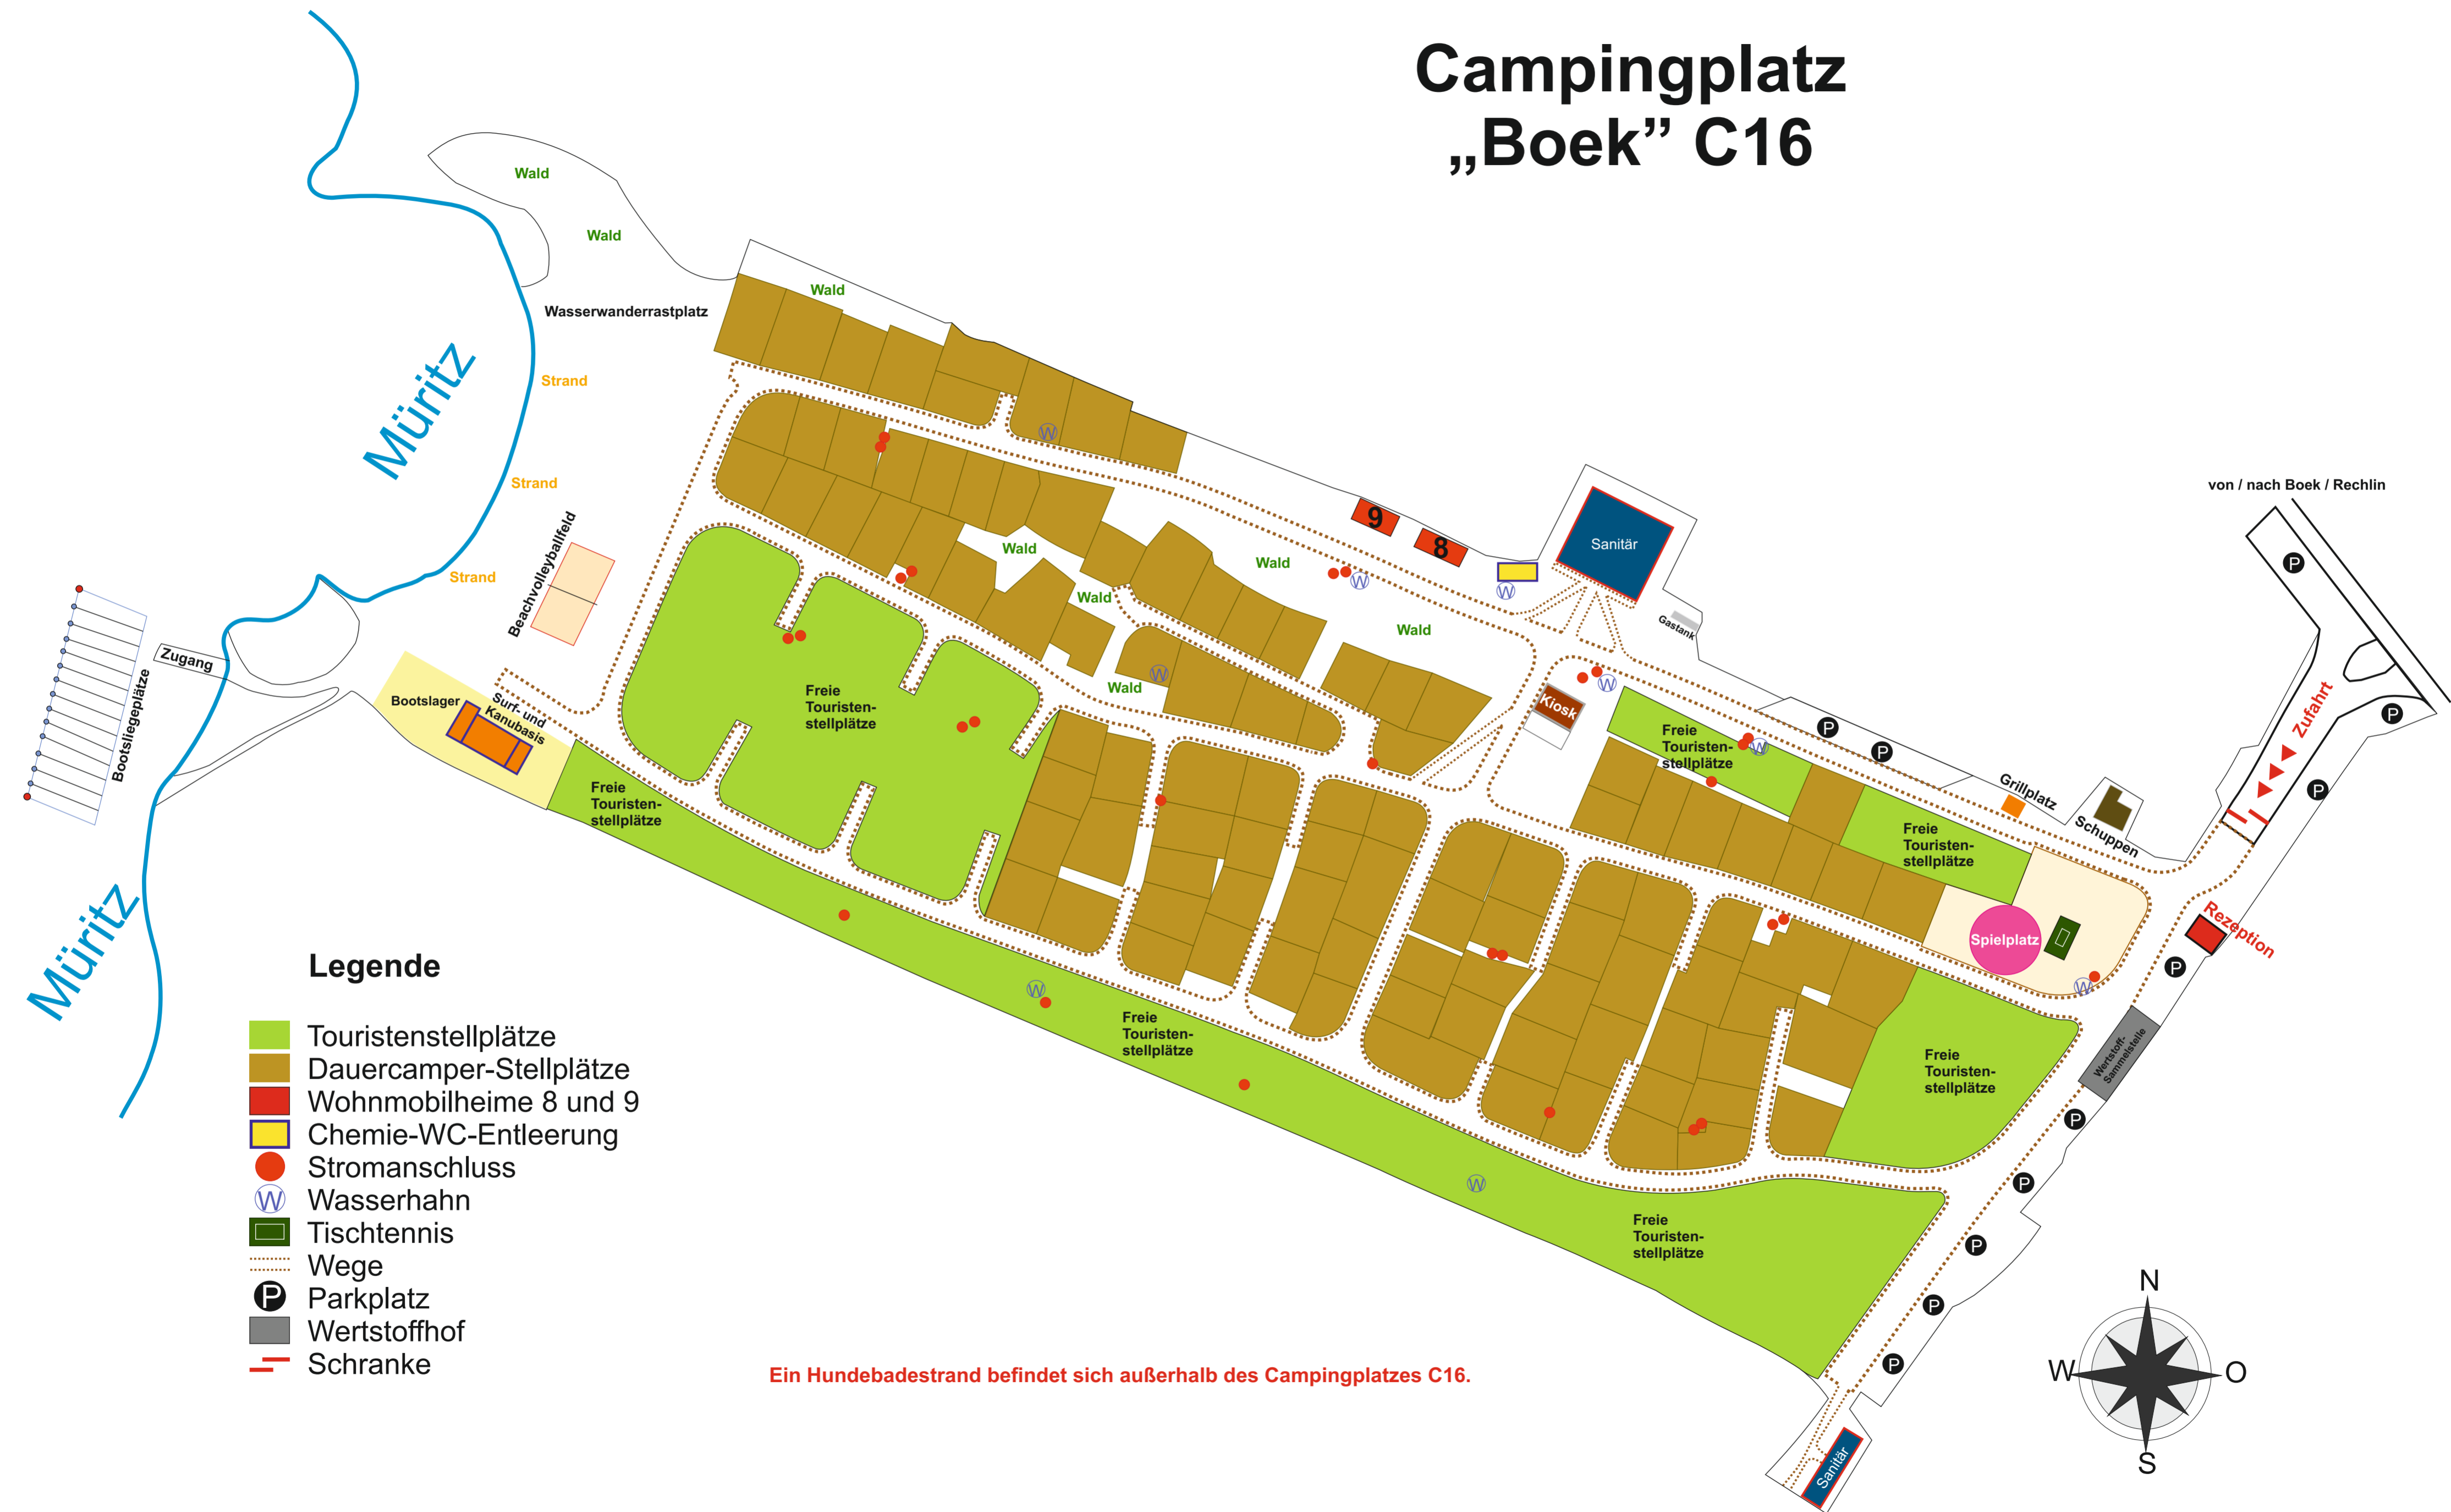 Campingplatz
„Boek” C16
Wald
Wald
Wald
Wasserwanderrastplatz
Müritz
Strand
Strand
Strand
Beachvolleyballfeld
W
9
8
Sanitär
von / nach Boek / Rechlin
P
Wald
Wald
Wald
Wald
Wald
W
W
W
Gastank
Zugang
Bootsliegeplätze
Bootslager
Surf- und
Kanubasis
Freie
Touristen-
stellplätze
Kiosk
W
Freie
Touristen-
stellplätze
W
P
P
Zufahrt
P
P
Freie
Touristen-
stellplätze
Grillplatz
Schuppen
Freie
Touristen-
stellplätze
Müritz
Spielplatz
Rezeption
P
W
W
Freie
Touristen-
stellplätze
Freie
Touristen-
stellplätze
Wertstoff-
Sammelstelle
P
W
P
Freie
Touristen-
stellplätze
P
P
P
Sanitär
Legende
Touristenstellplätze
Dauercamper-Stellplätze
Wohnmobilheime 8 und 9
Chemie-WC-Entleerung
Stromanschluss
W Wasserhahn
Tischtennis
Wege
P Parkplatz
Wertstoffhof
Schranke
Ein Hundebadestrand befindet sich außerhalb des Campingplatzes C16.
N
W
O
S